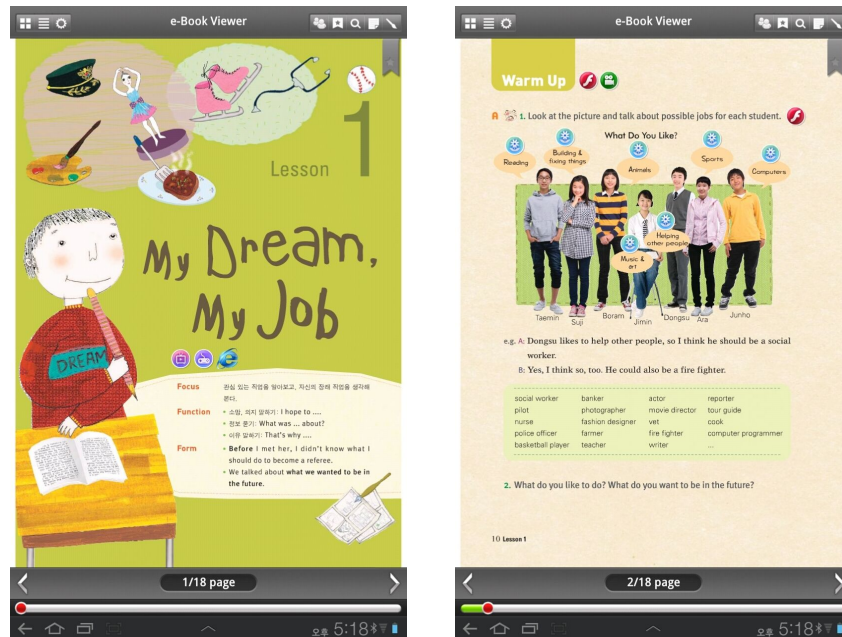 e-Book Viewer
Lesson 1
My Dream,
My Job
DREAM
Focus 관심 있는 직업을 알아보고, 자신의 장래 직업을 생각해
본다.
Function • 소망, 의지 말하기: I hope to ....
• 정보 묻기: What was ... about?
• 이유 말하기: That's why ....
Form • Before I met her, I didn't know what I
should do to become a referee.
• We talked about what we wanted to be in
the future.
1/18 page
오후 5:18
e-Book Viewer
Warm Up
A 1. Look at the picture and talk about possible jobs for each student.
What Do You Like?
Reading
Building &
fixing things
Animals
Sports
Computers
Helping
other people
Music &
art
Taemin
Suji
Boram
Jimin
Dongsu
Ara
Junho
e.g. A: Dongsu likes to help other people, so I think he should be a social
worker.
B: Yes, I think so, too. He could also be a fire fighter.
social worker banker actor reporter
pilot photographer movie director tour guide
nurse fashion designer vet cook
police officer farmer fire fighter computer programmer
basketball player teacher writer ...
2. What do you like to do? What do you want to be in the future?
10 Lesson 1
2/18 page
오후 5:18